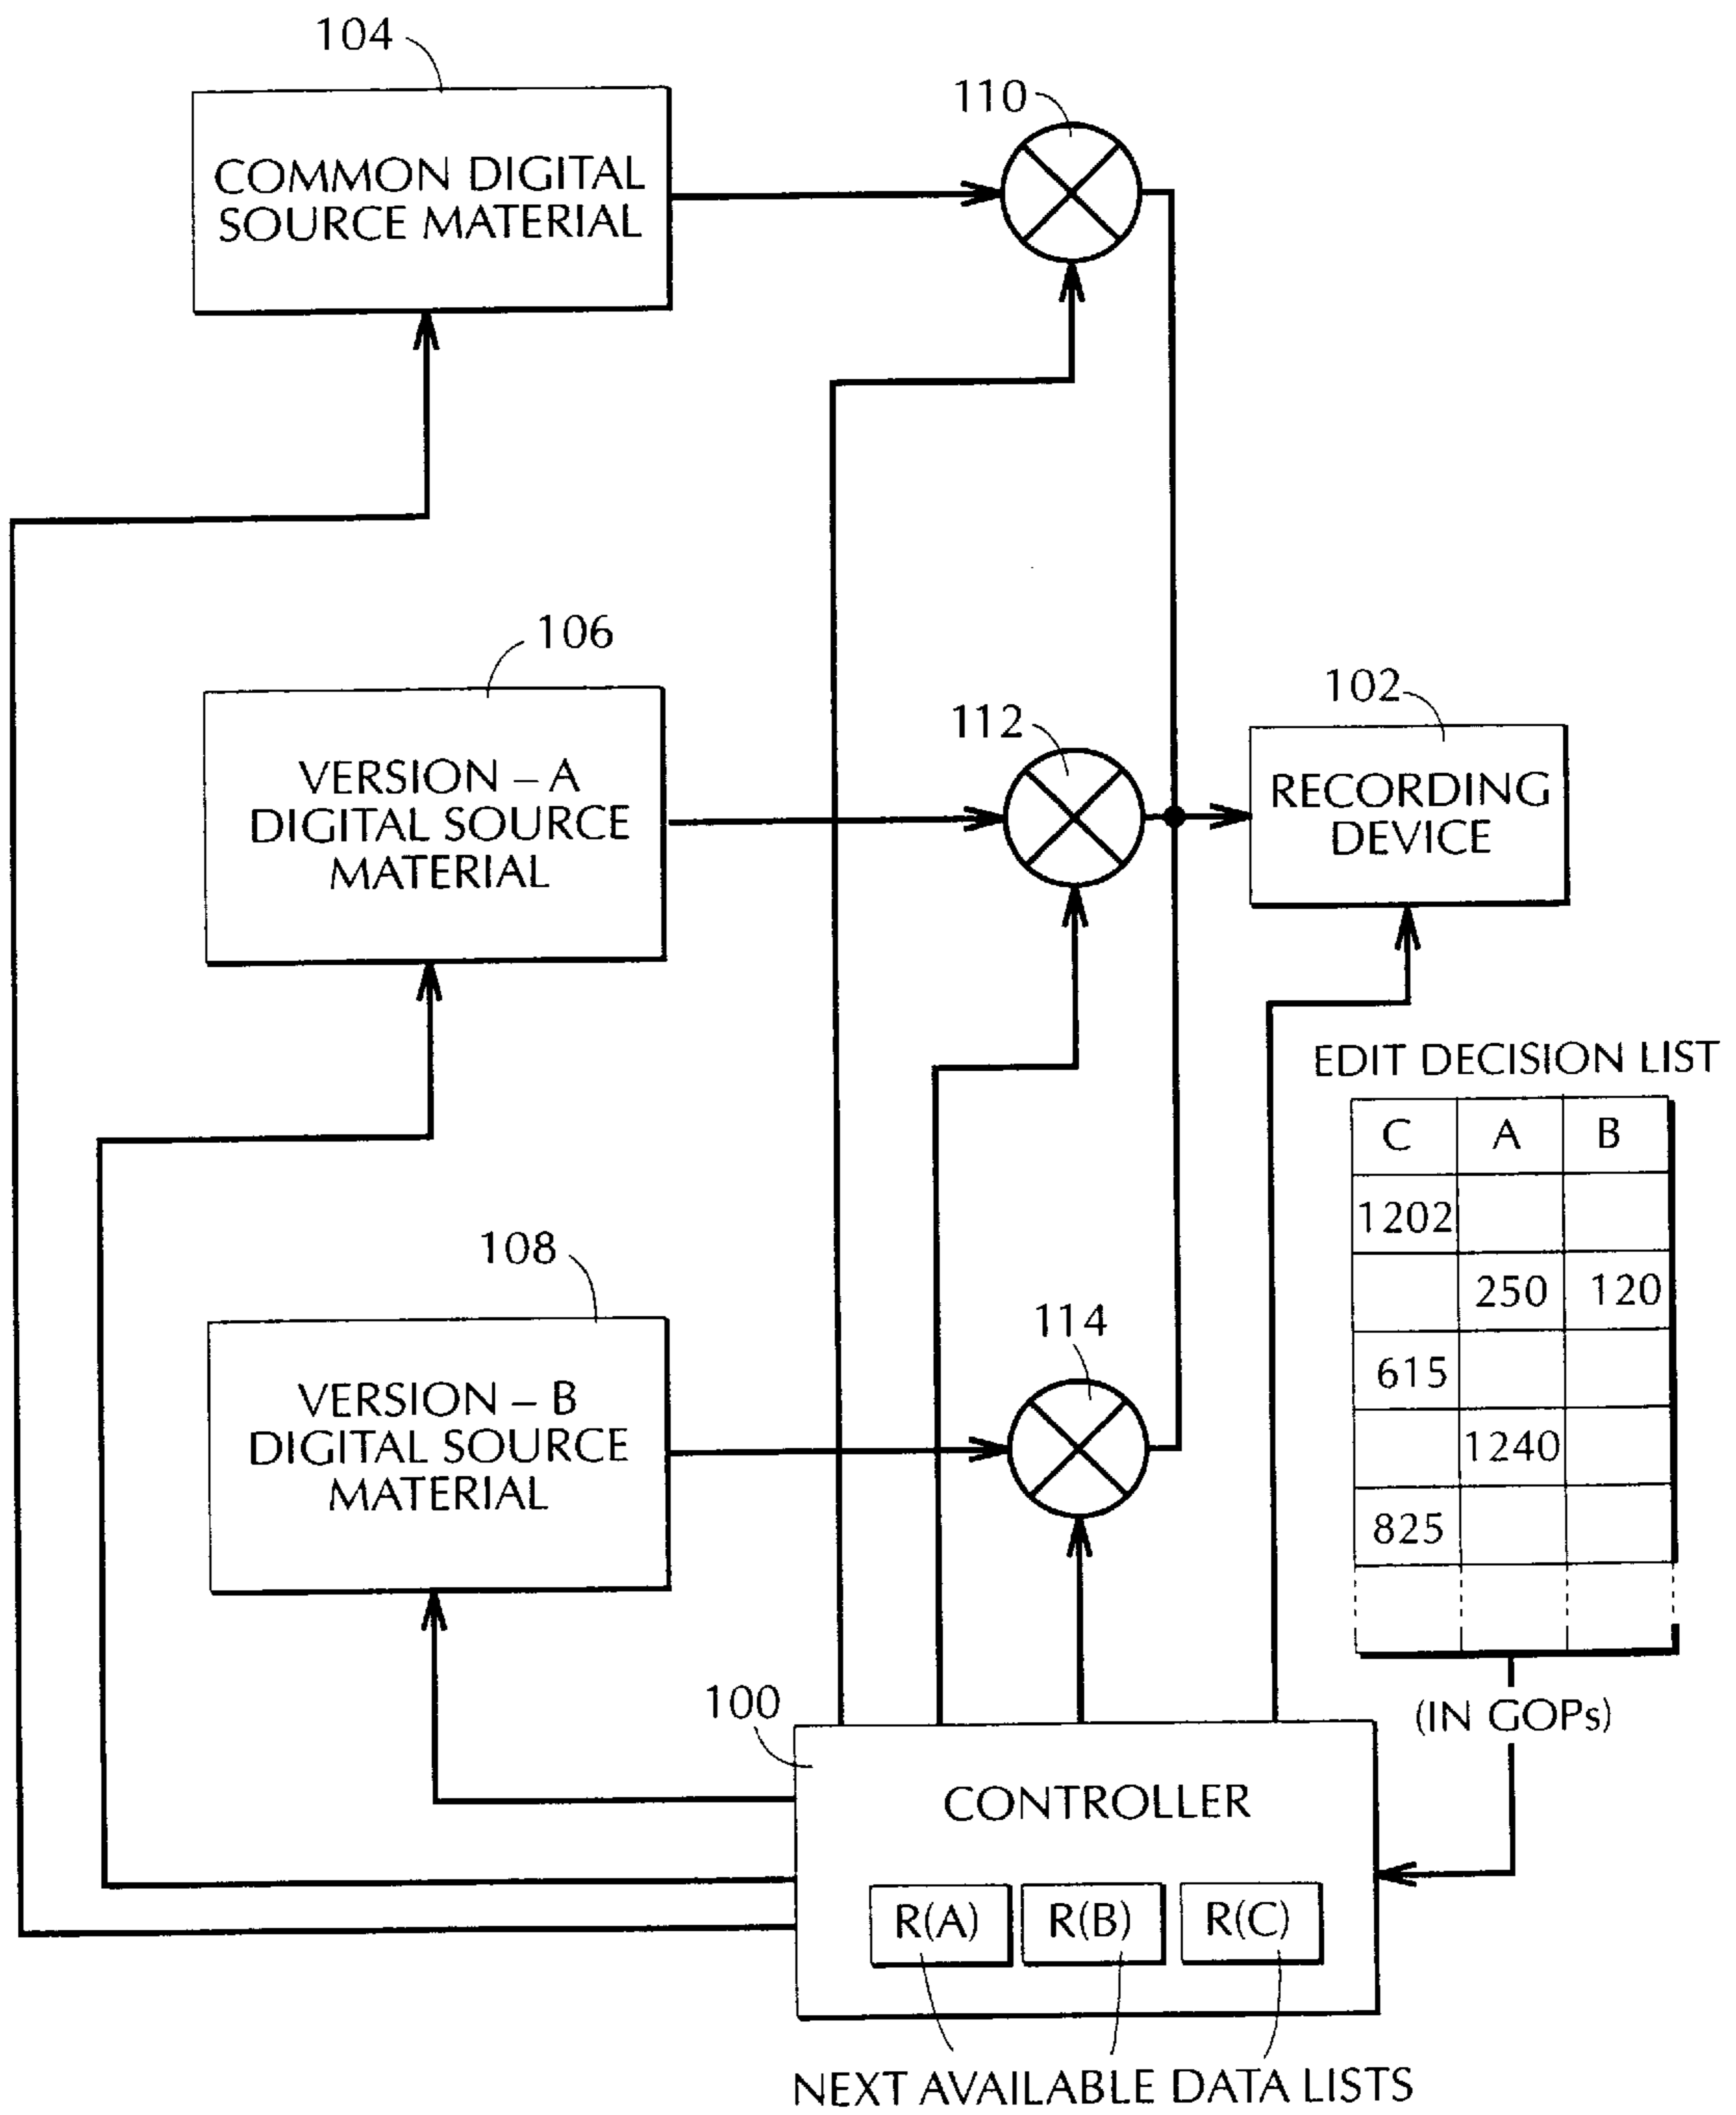 104
COMMON DIGITAL
SOURCE MATERIAL
110
106
VERSION – A
DIGITAL SOURCE
MATERIAL
112
102
RECORDING
DEVICE
108
VERSION – B
DIGITAL SOURCE
MATERIAL
114
EDIT DECISION LIST
C A B
1202
250 120
615
1240
825
(IN GOPs)
100
CONTROLLER
R(A) R(B) R(C)
NEXT AVAILABLE DATA LISTS